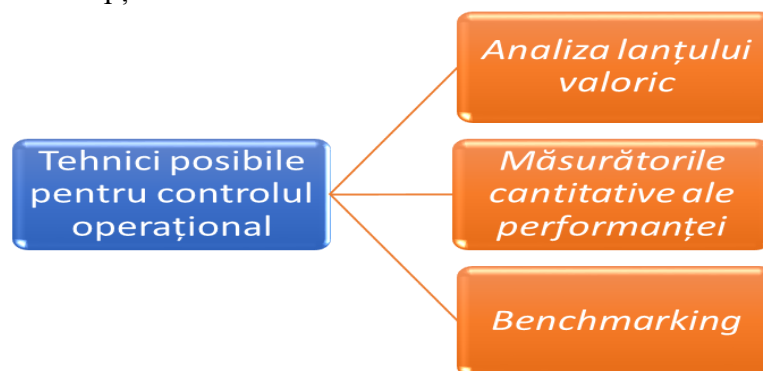 Tehnici posibile
pentru controlul
operațional
Analiza lanțului
valoric
Măsurătorile
cantitative ale
performanței
Benchmarking